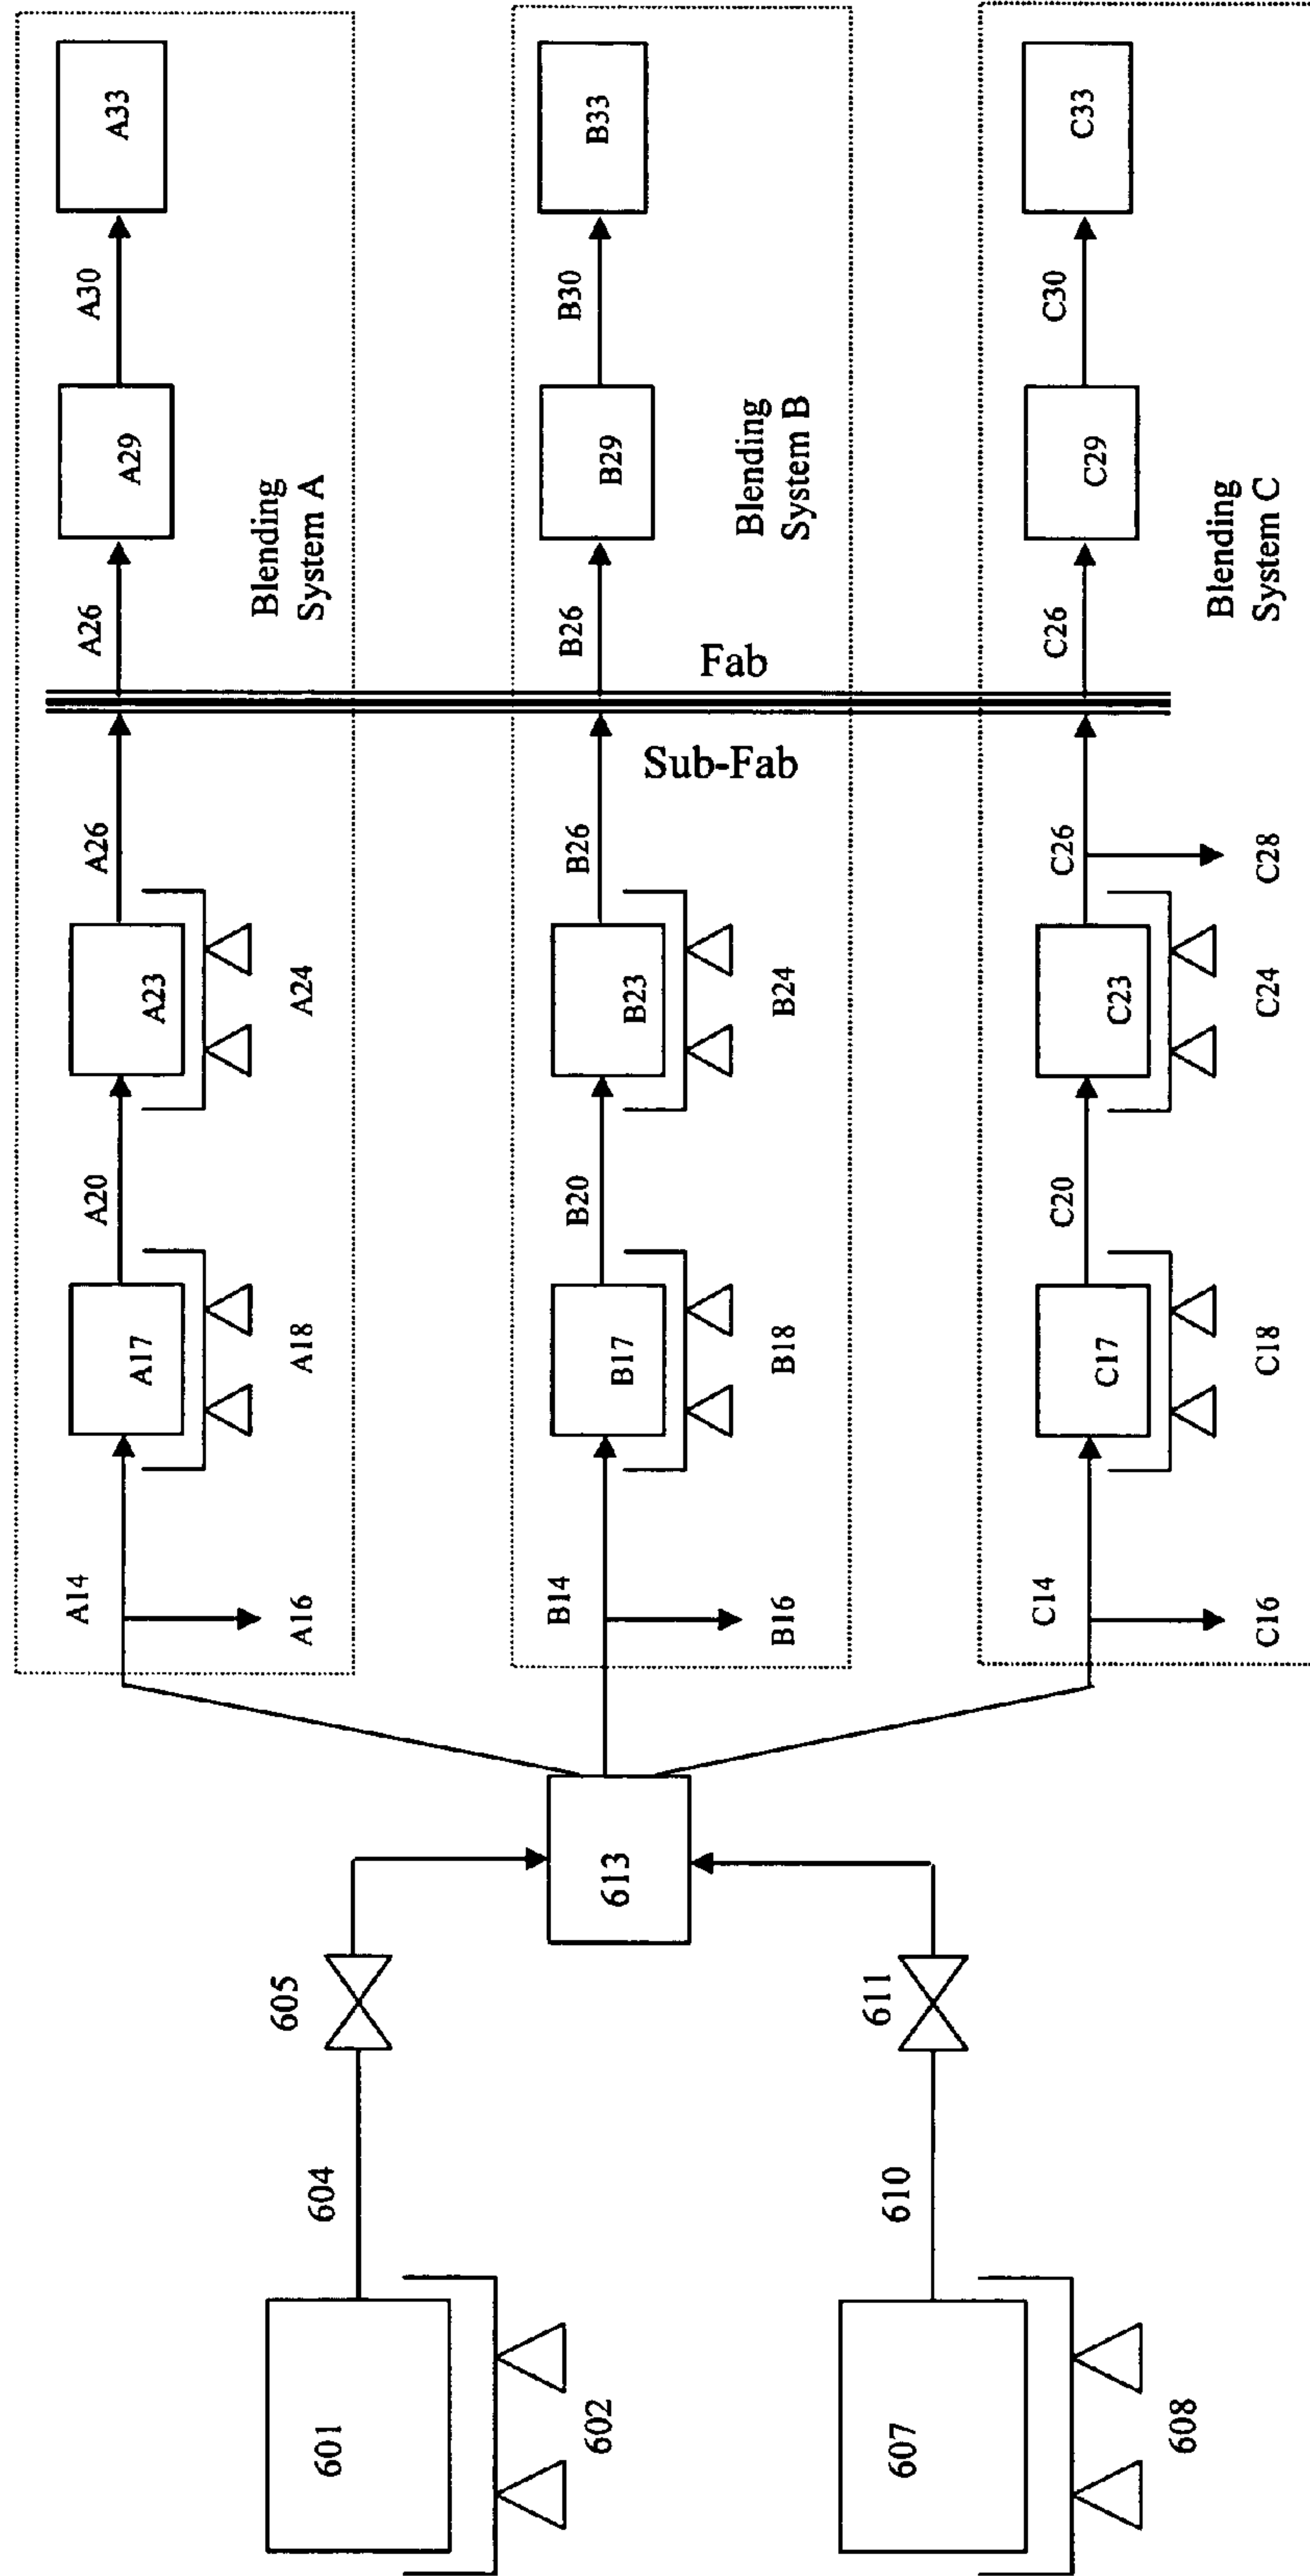 601
602
604
605
607
608
610
611
613
A14
A16
A17
A18
A20
A23
A24
A26
A26
A29
A30
A33
Blending
System A
B14
B16
B17
B18
B20
B23
B24
B26
B26
B29
B30
B33
Blending
System B
Sub-Fab
Fab
C14
C16
C17
C18
C20
C23
C24
C26
C28
C26
C29
C30
C33
Blending
System C